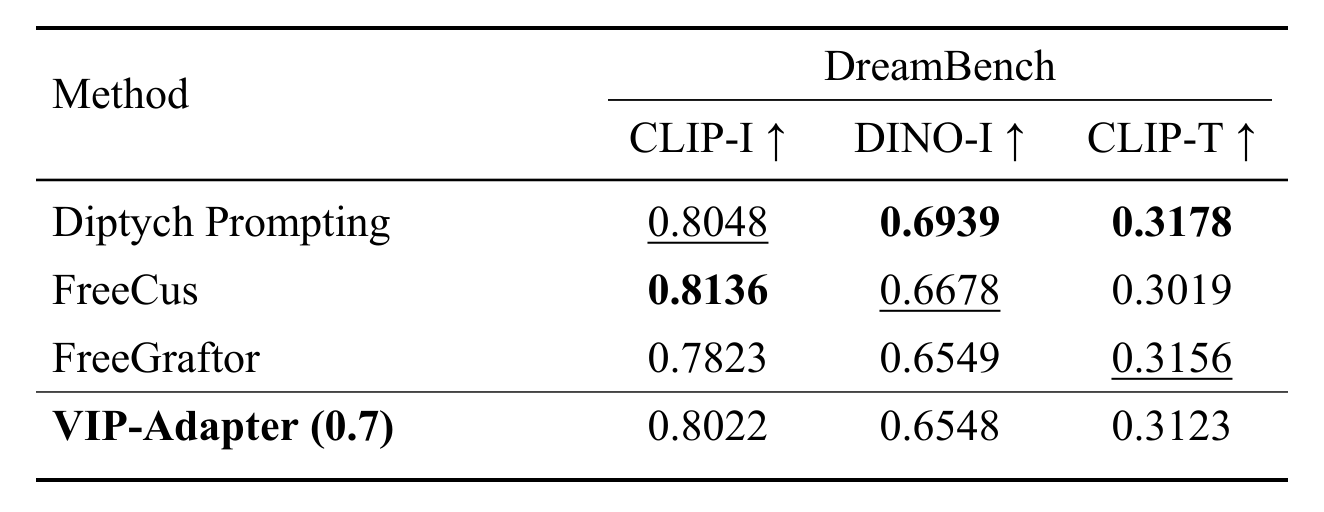 Method DreamBench
CLIP-I ↑ DINO-I ↑ CLIP-T ↑
Diptych Prompting 0.8048 0.6939 0.3178
FreeCus 0.8136 0.6678 0.3019
FreeGraftor 0.7823 0.6549 0.3156
VIP-Adapter (0.7) 0.8022 0.6548 0.3123